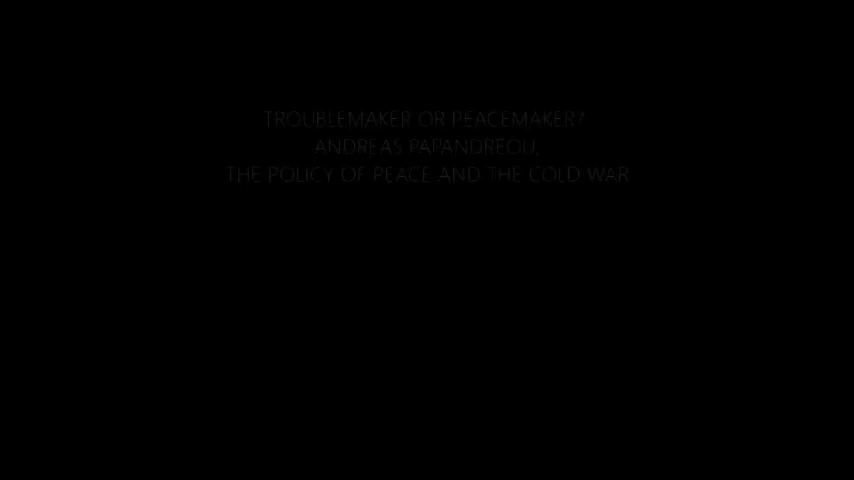 TROUBLEMAKER OR PEACEMAKER?
ANDREAS PAPANDREOU,
THE POLICY OF PEACE AND THE COLD WAR